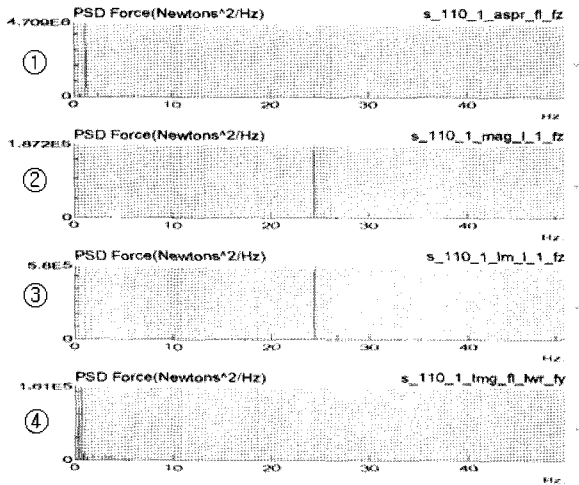 PSD Force(Newtons^2/Hz) s_110_1_aspr_fl_fz
4.709E6
①
0
0 10 20 30 40
Hz
PSD Force(Newtons^2/Hz) s_110_1_mag_l_1_fz
1.872E6
②
0
0 10 20 30 40
Hz.
PSD Force(Newtons^2/Hz) s_110_1_lm_l_1_fz
5.8E5
③
0
0 10 20 30 40
Hz.
PSD Force(Newtons^2/Hz) s_110_1_tmg_fl_lwr_fy
1.61E5
④
0
0 10 20 30 40
Hz.